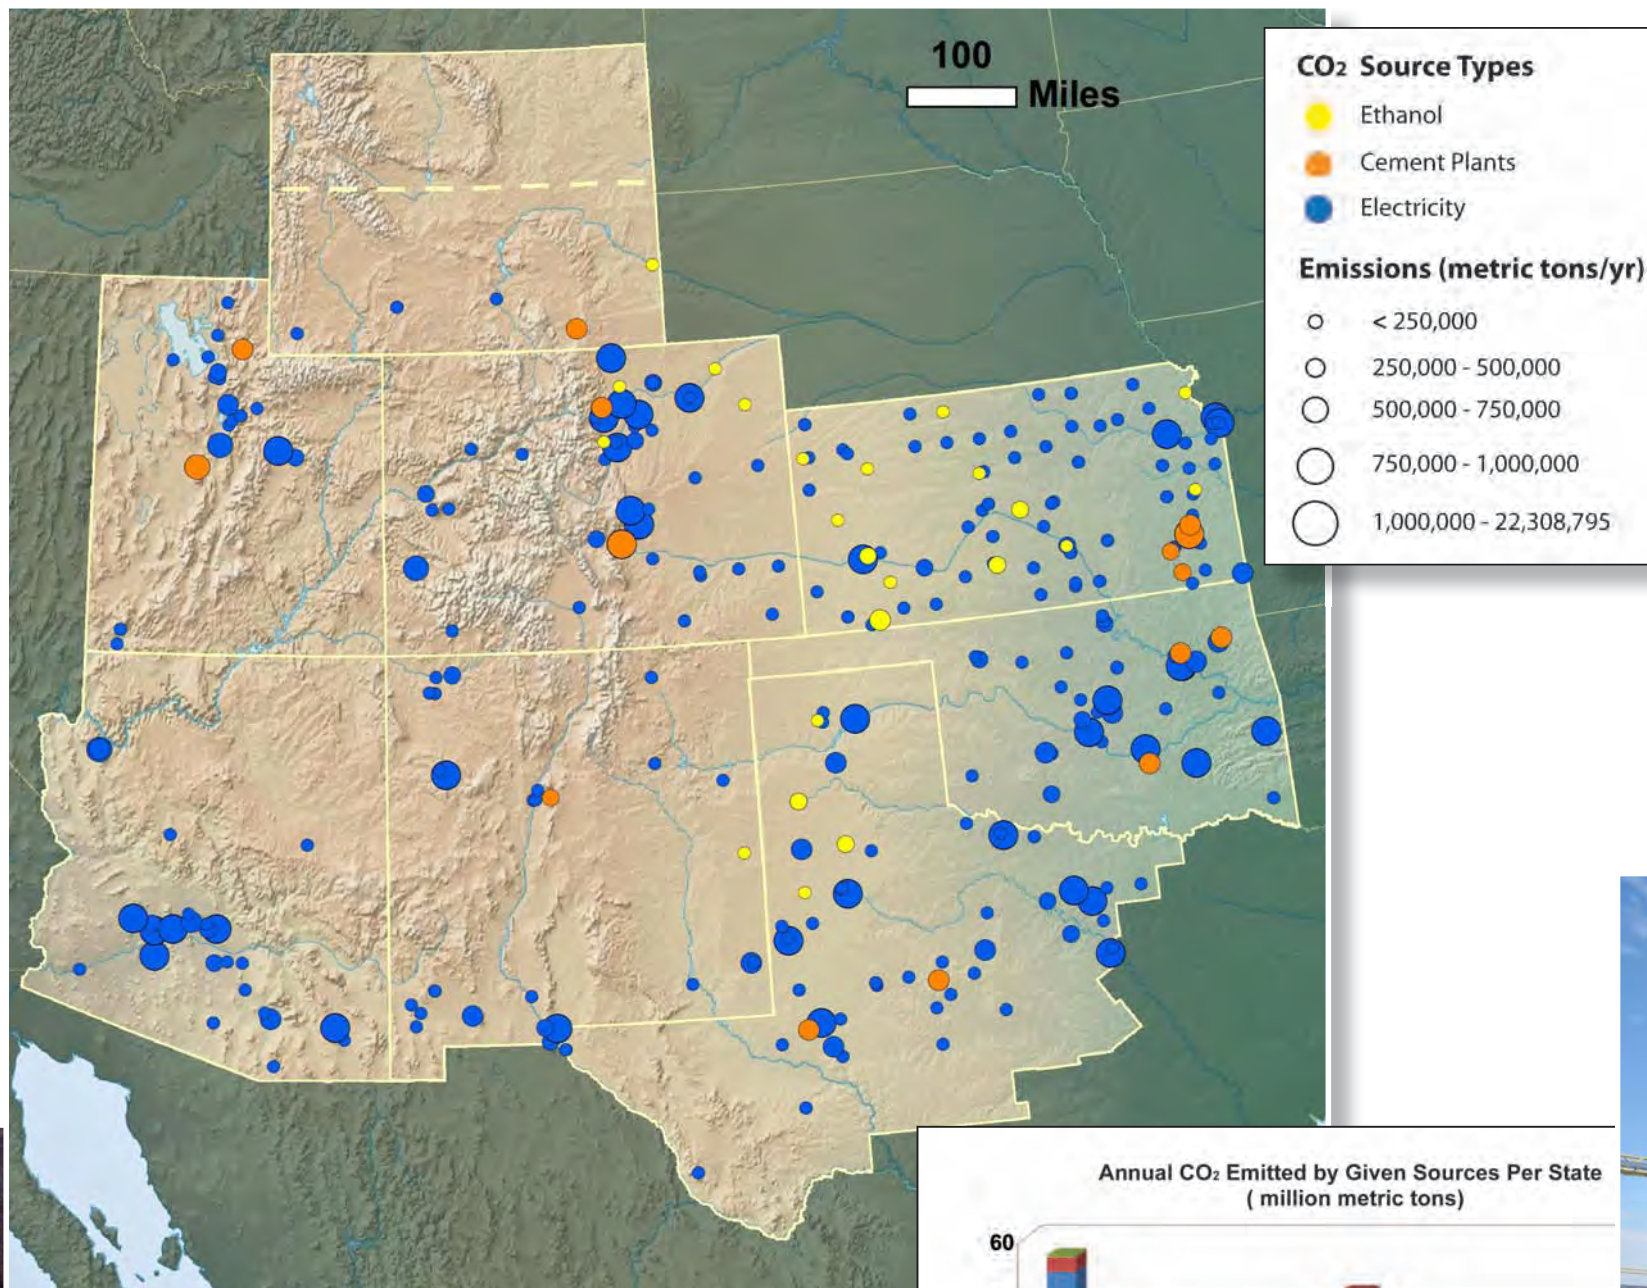 100
Miles
CO₂ Source Types
Ethanol
Cement Plants
Electricity
Emissions (metric tons/yr)
< 250,000
250,000 - 500,000
500,000 - 750,000
750,000 - 1,000,000
1,000,000 - 22,308,795
Annual CO₂ Emitted by Given Sources Per State
( million metric tons)
60